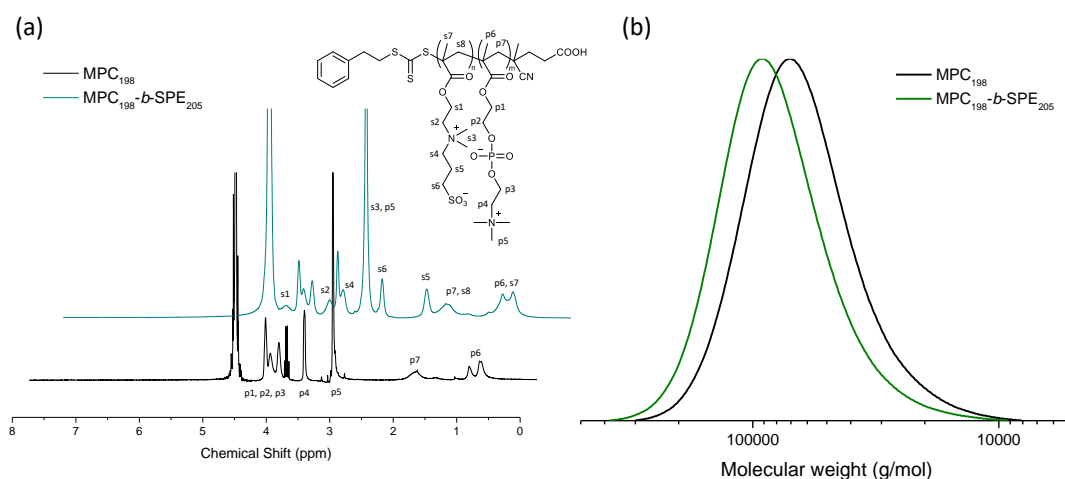 (a)
MPC₁₉₈
MPC₁₉₈-b-SPE₂₀₅
s7
s8
p6
p7
S
S
S
n
m
CN
COOH
O
O
O
O
s1
s2
N
+
s3
s4
s5
s6
SO₃
-
p1
p2
O
-
O
P
O
O
p3
p4
N
+
p5
s1
s2
s4
s3, p5
s6
s5
p7, s8
p6, s7
p1, p2, p3
p4
p5
p7
p6
8
7
6
5
4
3
2
1
0
Chemical Shift (ppm)
(b)
MPC₁₉₈
MPC₁₉₈-b-SPE₂₀₅
100000
10000
Molecular weight (g/mol)